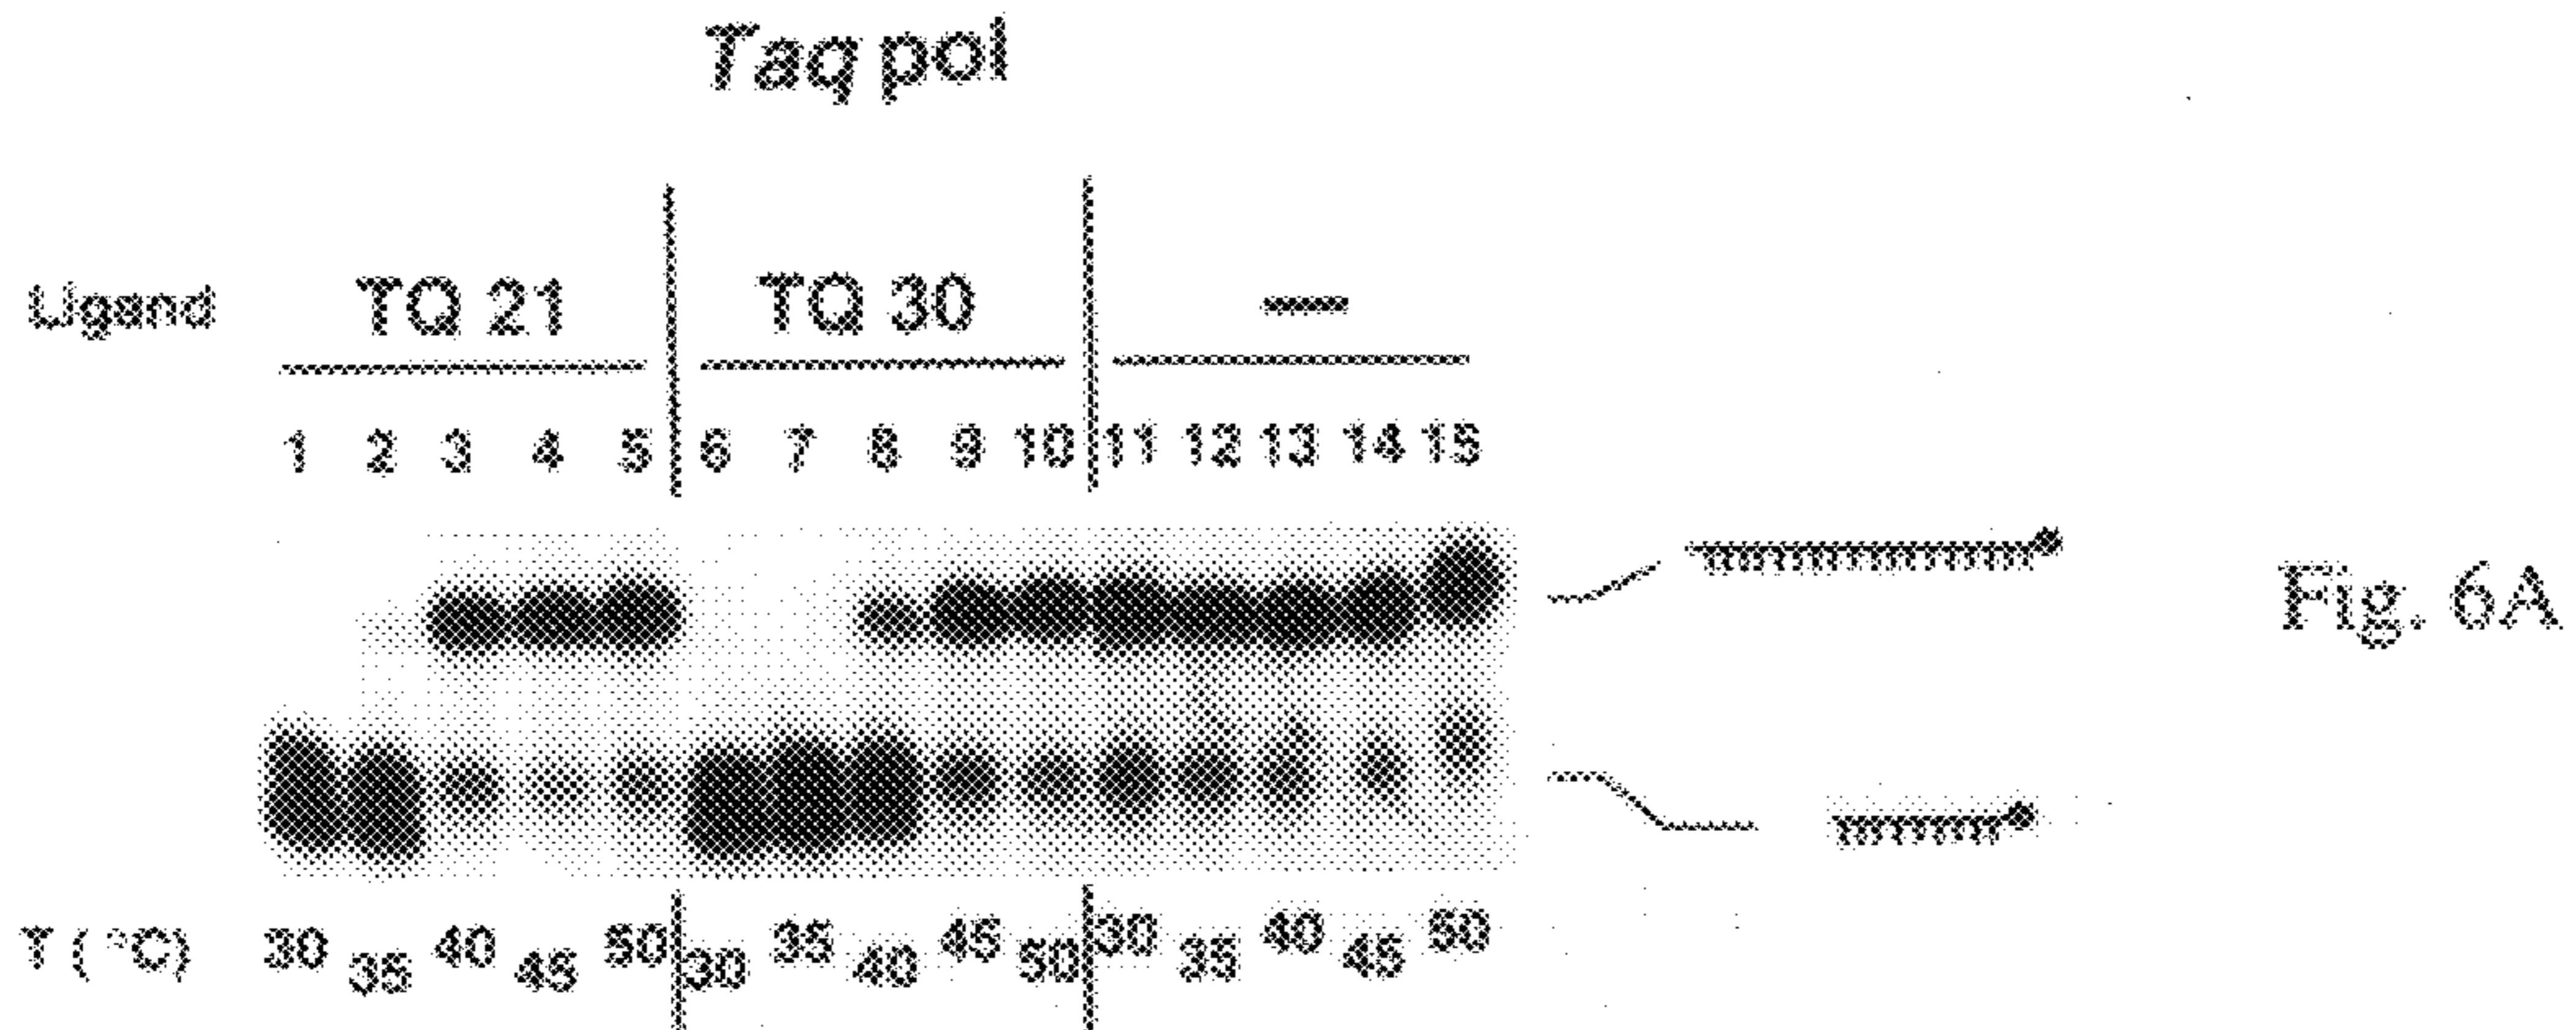 Taq pol
Ligand TQ 21 TQ 30 —
1 2 3 4 5 6 7 8 9 10 11 12 13 14 15
Fig. 6A
T (°C) 30 35 40 45 50 30 35 40 45 50 30 35 40 45 50